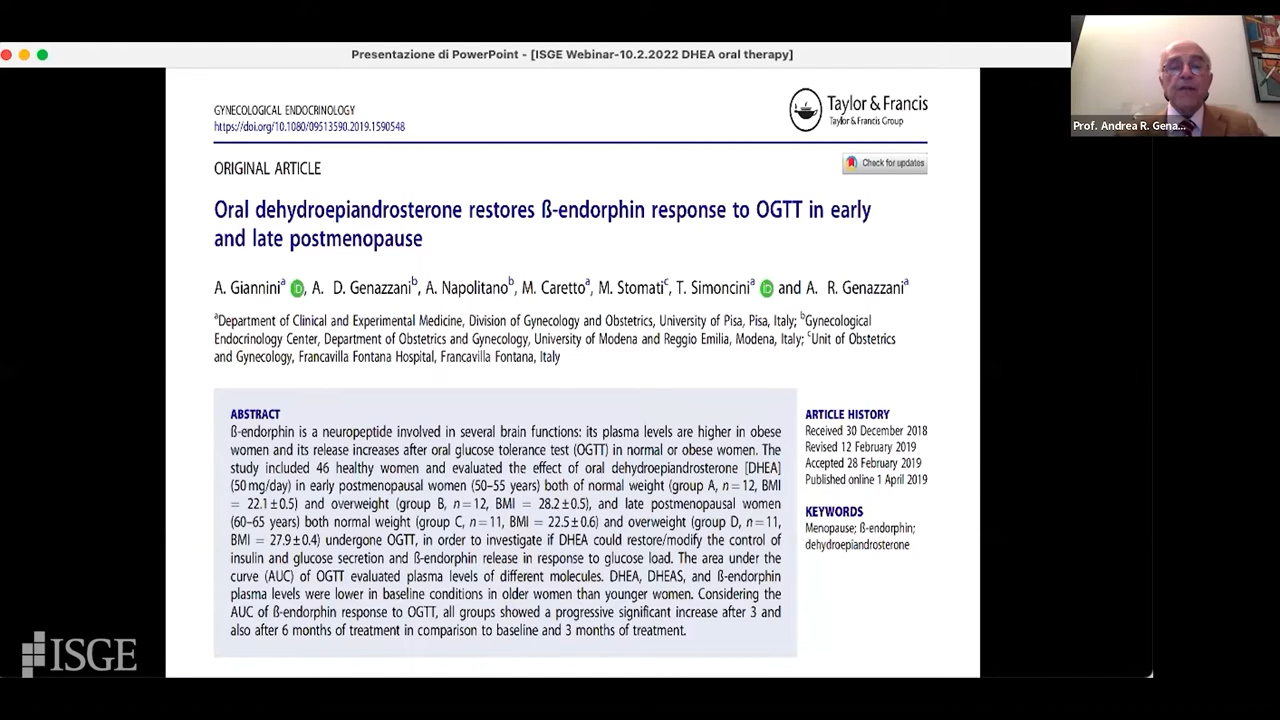 Presentazione di PowerPoint - [ISGE Webinar-10.2.2022 DHEA oral therapy]
Prof. Andrea R. Gena...
GYNECOLOGICAL ENDOCRINOLOGY
https://doi.org/10.1080/09513590.2019.1590548
Taylor & Francis
Taylor & Francis Group
Check for updates
ORIGINAL ARTICLE
Oral dehydroepiandrosterone restores ß-endorphin response to OGTT in early
and late postmenopause
A. Gianniniᵃ, A. D. Genazzaniᵇ, A. Napolitanoᵇ, M. Carettoᵃ, M. Stomatiᶜ, T. Simonciniᵃ and A. R. Genazzaniᵃ
ᵃDepartment of Clinical and Experimental Medicine, Division of Gynecology and Obstetrics, University of Pisa, Pisa, Italy; ᵇGynecological
Endocrinology Center, Department of Obstetrics and Gynecology, University of Modena and Reggio Emilia, Modena, Italy; ᶜUnit of Obstetrics
and Gynecology, Francavilla Fontana Hospital, Francavilla Fontana, Italy
ABSTRACT
ß-endorphin is a neuropeptide involved in several brain functions: its plasma levels are higher in obese
women and its release increases after oral glucose tolerance test (OGTT) in normal or obese women. The
study included 46 healthy women and evaluated the effect of oral dehydroepiandrosterone [DHEA]
(50 mg/day) in early postmenopausal women (50–55 years) both of normal weight (group A, n = 12, BMI
= 22.1 ± 0.5) and overweight (group B, n = 12, BMI = 28.2 ± 0.5), and late postmenopausal women
(60–65 years) both normal weight (group C, n = 11, BMI = 22.5 ± 0.6) and overweight (group D, n = 11,
BMI = 27.9 ± 0.4) undergone OGTT, in order to investigate if DHEA could restore/modify the control of
insulin and glucose secretion and ß-endorphin release in response to glucose load. The area under the
curve (AUC) of OGTT evaluated plasma levels of different molecules. DHEA, DHEAS, and ß-endorphin
plasma levels were lower in baseline conditions in older women than younger women. Considering the
AUC of ß-endorphin response to OGTT, all groups showed a progressive significant increase after 3 and
also after 6 months of treatment in comparison to baseline and 3 months of treatment.
ARTICLE HISTORY
Received 30 December 2018
Revised 12 February 2019
Accepted 28 February 2019
Published online 1 April 2019
KEYWORDS
Menopause; ß-endorphin;
dehydroepiandrosterone
ISGE